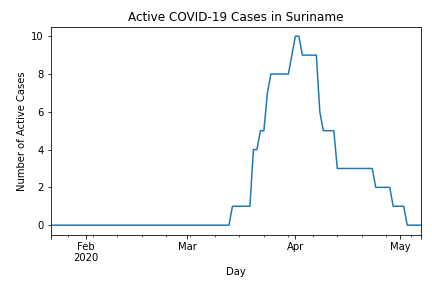 Active COVID-19 Cases in Suriname
Number of Active Cases
10
8
6
4
2
0
Feb
2020
Mar
Apr
May
Day